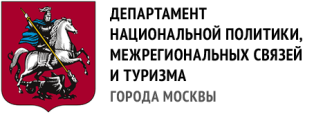 ДЕПАРТАМЕНТ
НАЦИОНАЛЬНОЙ ПОЛИТИКИ,
МЕЖРЕГИОНАЛЬНЫХ СВЯЗЕЙ
И ТУРИЗМА
ГОРОДА МОСКВЫ